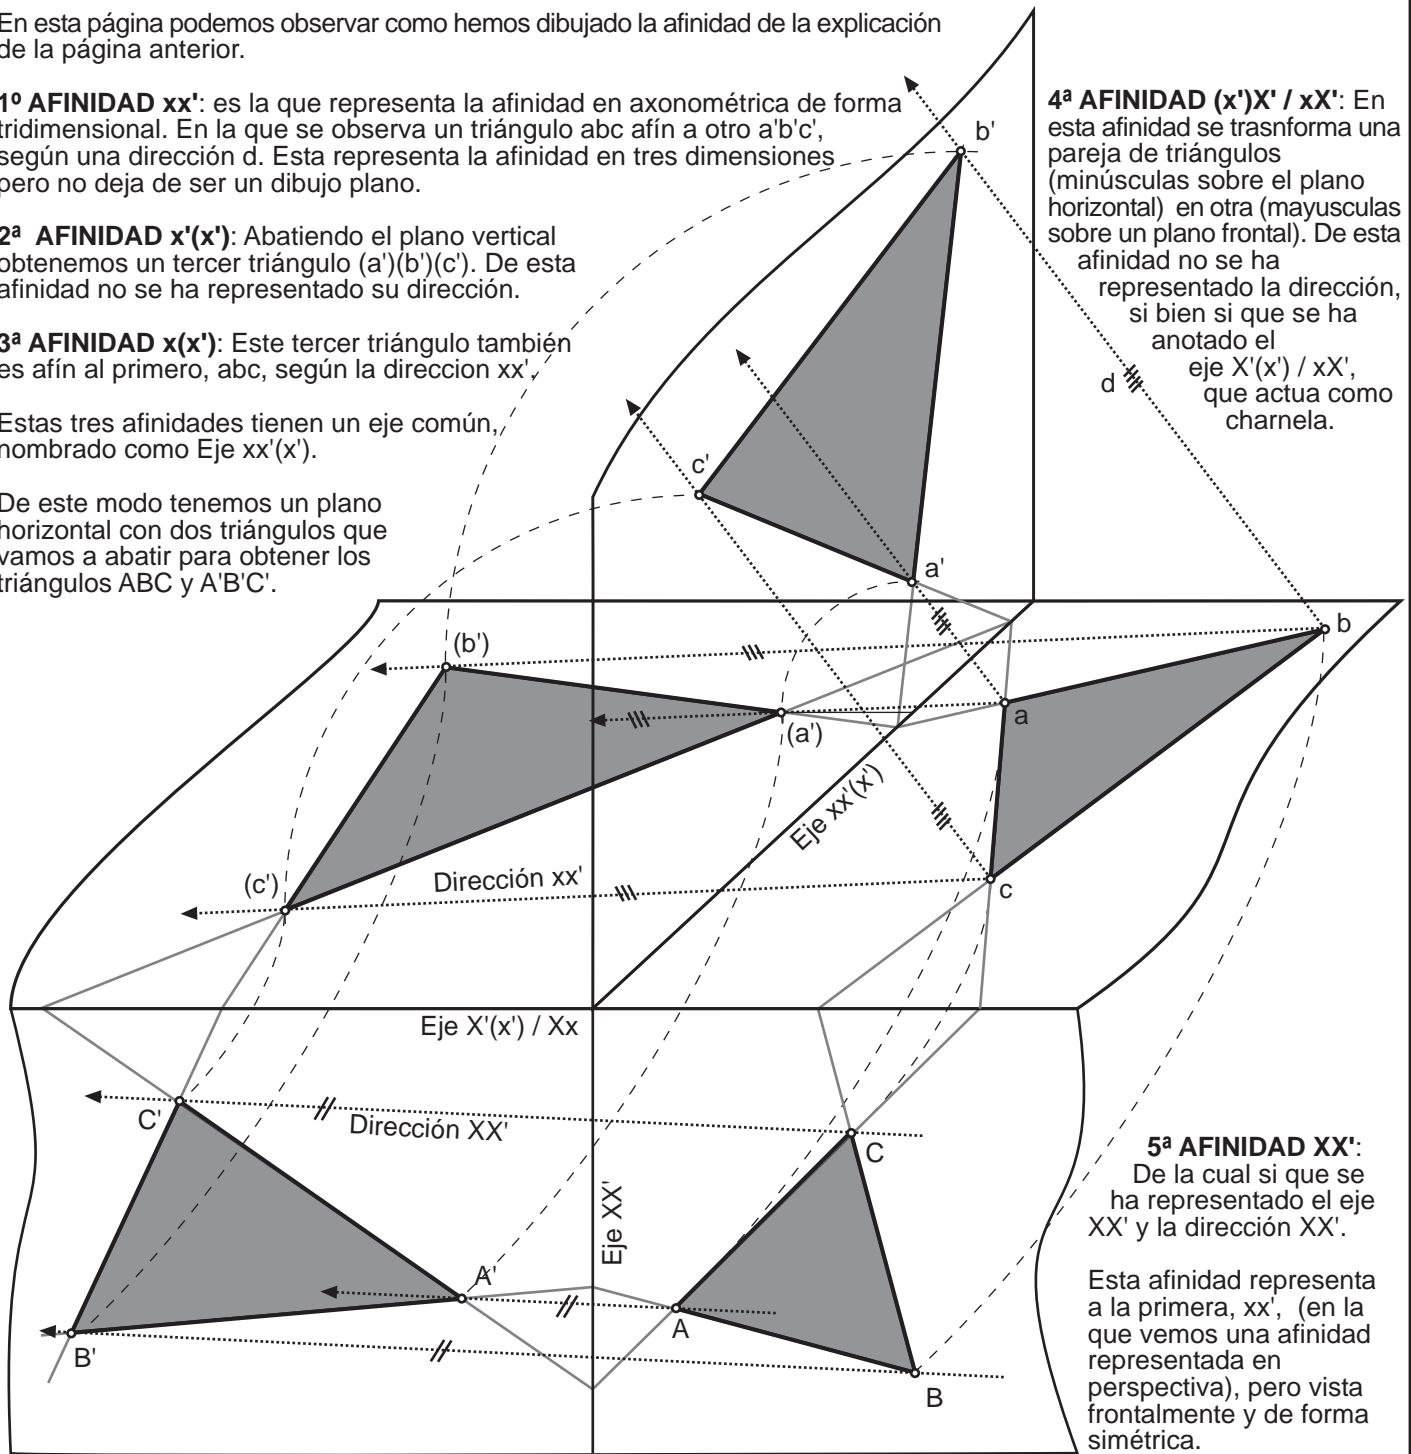 En esta página podemos observar como hemos dibujado la afinidad de la explicación
de la página anterior.
1º AFINIDAD xx': es la que representa la afinidad en axonométrica de forma
tridimensional. En la que se observa un triángulo abc afín a otro a'b'c',
según una dirección d. Esta representa la afinidad en tres dimensiones
pero no deja de ser un dibujo plano.
2ª AFINIDAD x'(x'): Abatiendo el plano vertical
obtenemos un tercer triángulo (a')(b')(c'). De esta
afinidad no se ha representado su dirección.
3ª AFINIDAD x(x'): Este tercer triángulo también
es afín al primero, abc, según la direccion xx'.
Estas tres afinidades tienen un eje común,
nombrado como Eje xx'(x').
De este modo tenemos un plano
horizontal con dos triángulos que
vamos a abatir para obtener los
triángulos ABC y A'B'C'.
4ª AFINIDAD (x')X' / xX': En
esta afinidad se trasnforma una
pareja de triángulos
(minúsculas sobre el plano
horizontal) en otra (mayusculas
sobre un plano frontal). De esta
afinidad no se ha
representado la dirección,
si bien si que se ha
anotado el
eje X'(x') / xX',
que actua como
charnela.
b'
d
c'
a'
b
(b')
a
(a')
Eje xx'(x')
(c')
Dirección xx'
c
Eje X'(x') / Xx
C'
Dirección XX'
C
Eje XX'
A'
A
B'
B
5ª AFINIDAD XX':
De la cual si que se
ha representado el eje
XX' y la dirección XX'.
Esta afinidad representa
a la primera, xx', (en la
que vemos una afinidad
representada en
perspectiva), pero vista
frontalmente y de forma
simétrica.